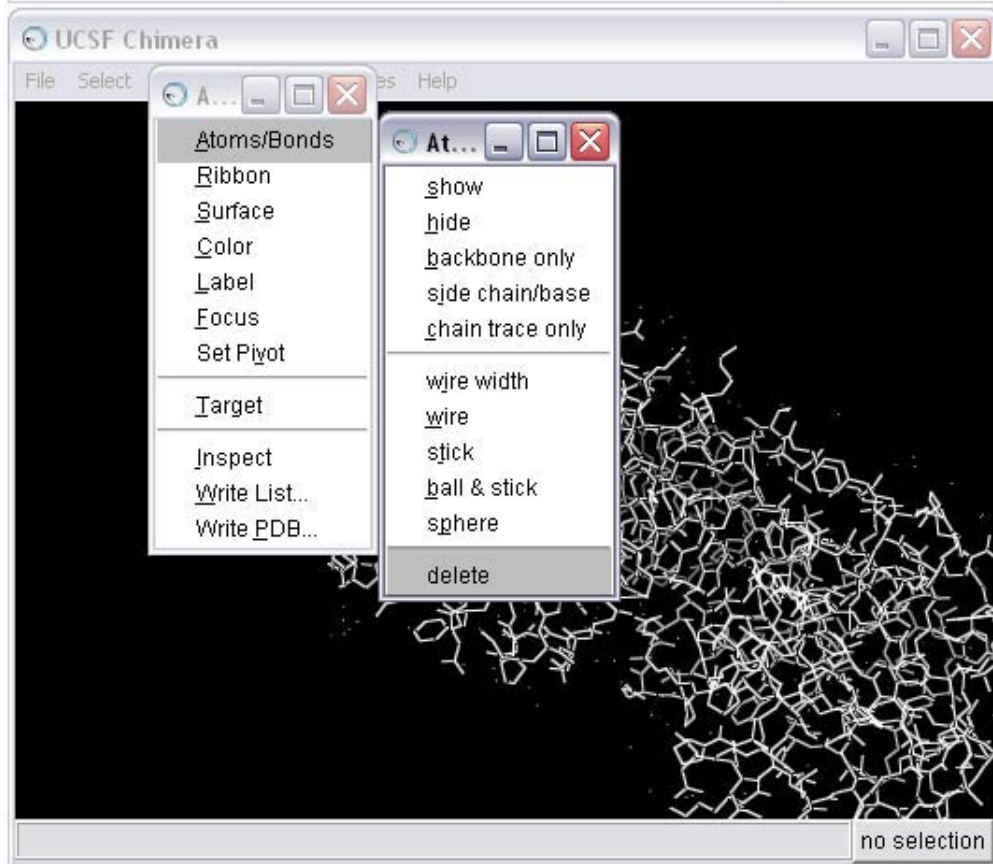 UCSF Chimera
File Select es Help
A...
Atoms/Bonds
Ribbon
Surface
Color
Label
Focus
Set Pivot
Target
Inspect
Write List...
Write PDB...
At...
show
hide
backbone only
side chain/base
chain trace only
wire width
wire
stick
ball & stick
sphere
delete
no selection